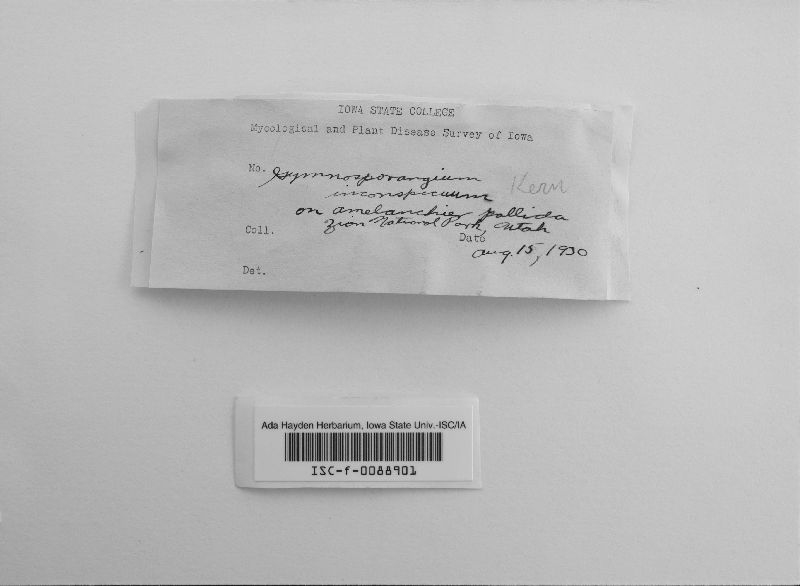 IOWA STATE COLLEGE
Mycological and Plant Disease Survey of Iowa
No. Gymnosporangium
inconspicuum Kern
on amelanchier pallida
Zion National Park, Utah
Coll. Date
Aug. 15, 1930
Det.
Ada Hayden Herbarium, Iowa State Univ.-ISC/IA
ISC-f-0088901